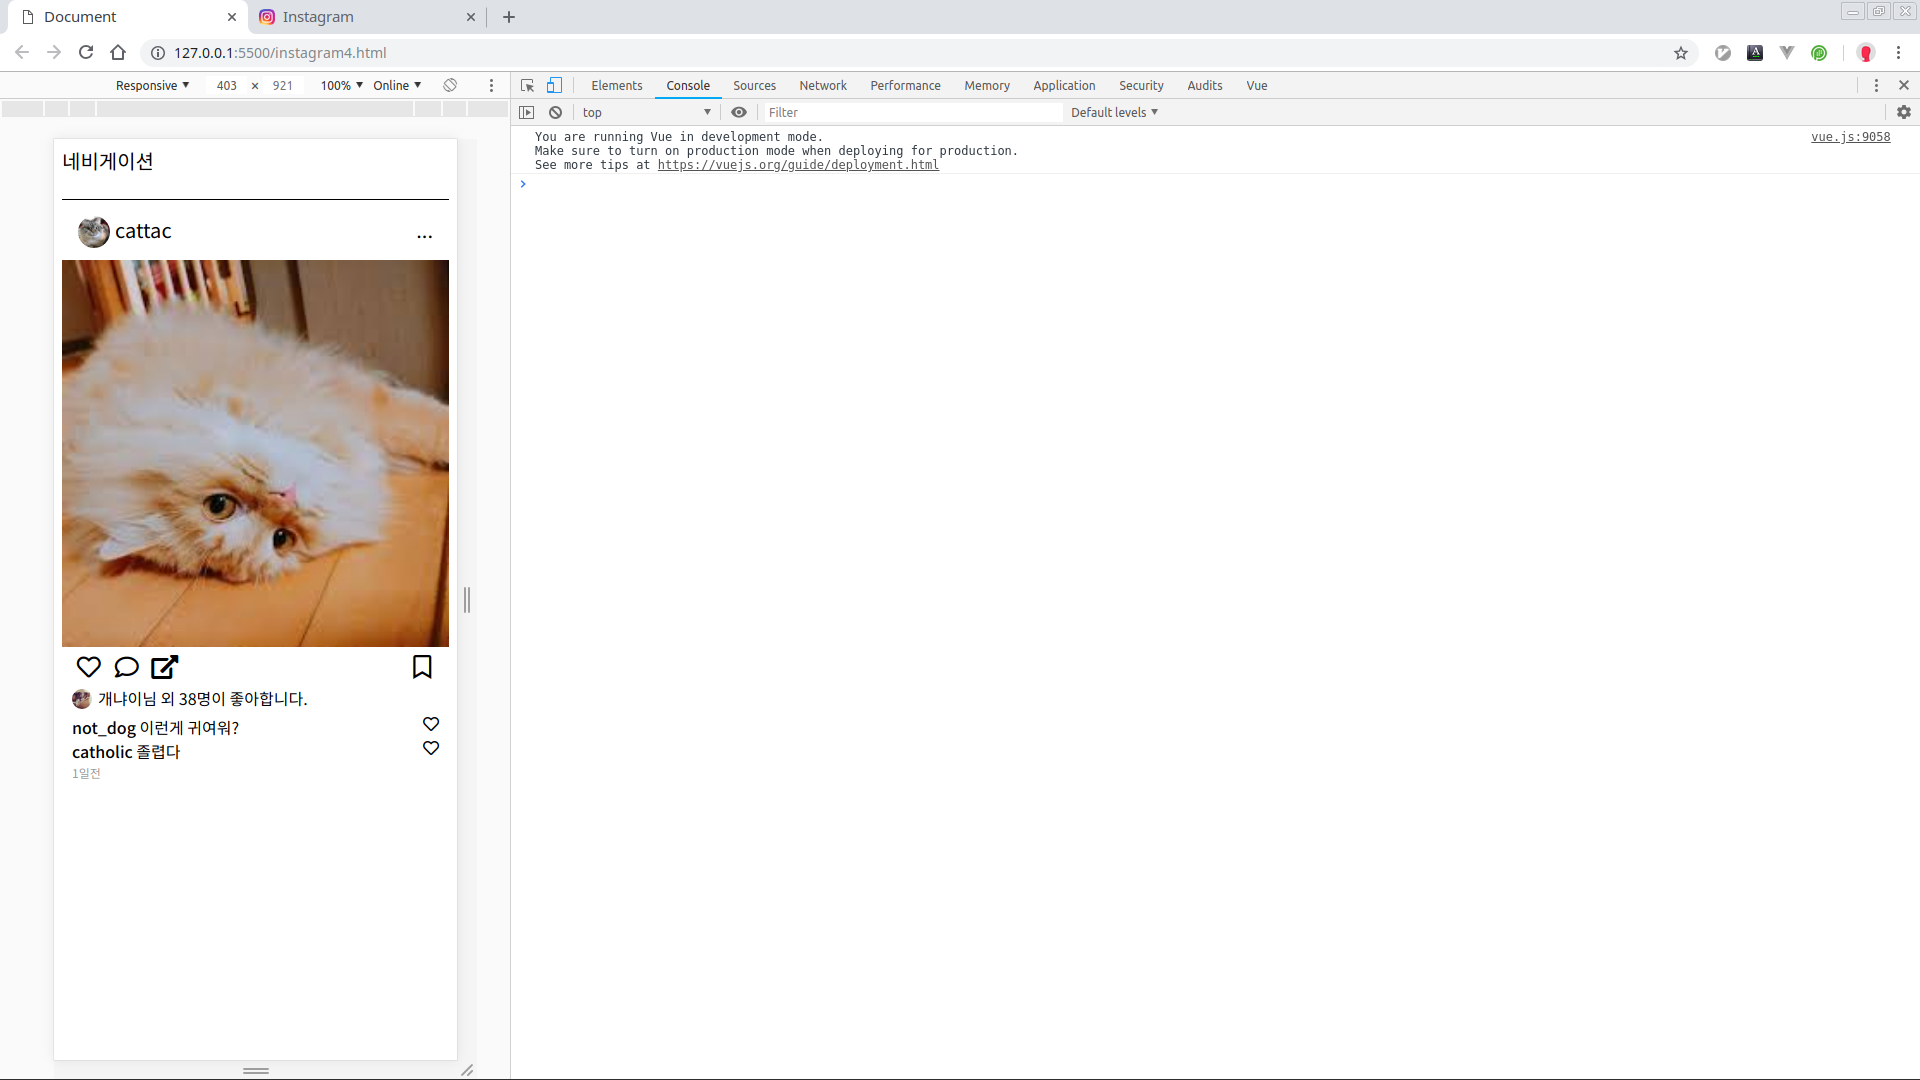 Document
Instagram
127.0.0.1:5500/instagram4.html
Responsive 403 × 921 100% Online
Elements Console Sources Network Performance Memory Application Security Audits Vue
top Filter Default levels
You are running Vue in development mode.
vue.js:9058
Make sure to turn on production mode when deploying for production.
See more tips at https://vuejs.org/guide/deployment.html
네비게이션
cattac ...
개냐이님 외 38명이 좋아합니다.
not_dog 이런게 귀여워?
catholic 졸렵다
1일전